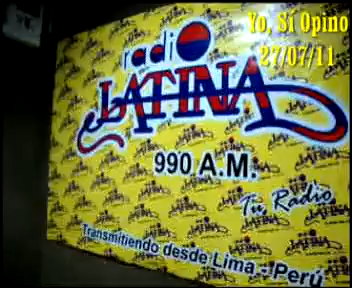 Yo, Sí Opino
27/07/11
radio
LATINA
990 A.M.
Tu Radio
Transmitiendo desde Lima - Perú